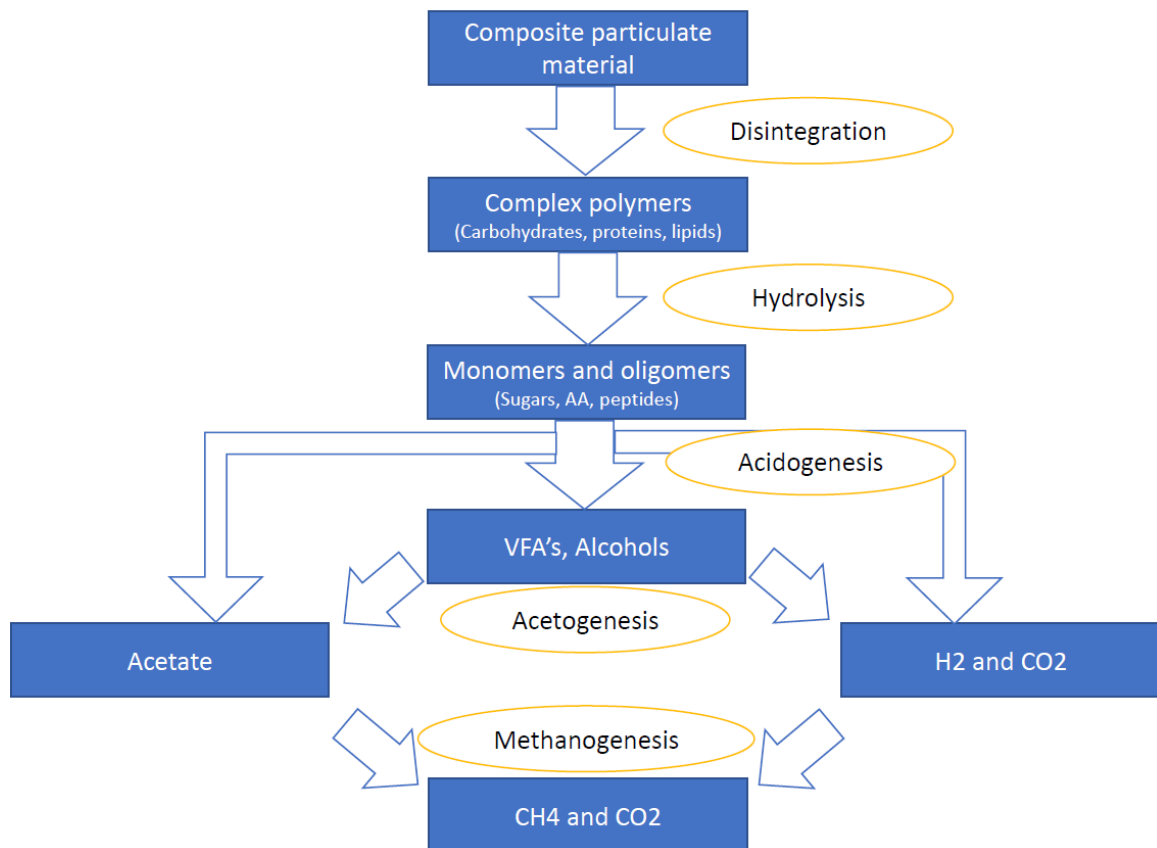 Composite particulate
material
Disintegration
Complex polymers
(Carbohydrates, proteins, lipids)
Hydrolysis
Monomers and oligomers
(Sugars, AA, peptides)
Acidogenesis
VFA's, Alcohols
Acetogenesis
Acetate
H2 and CO2
Methanogenesis
CH4 and CO2